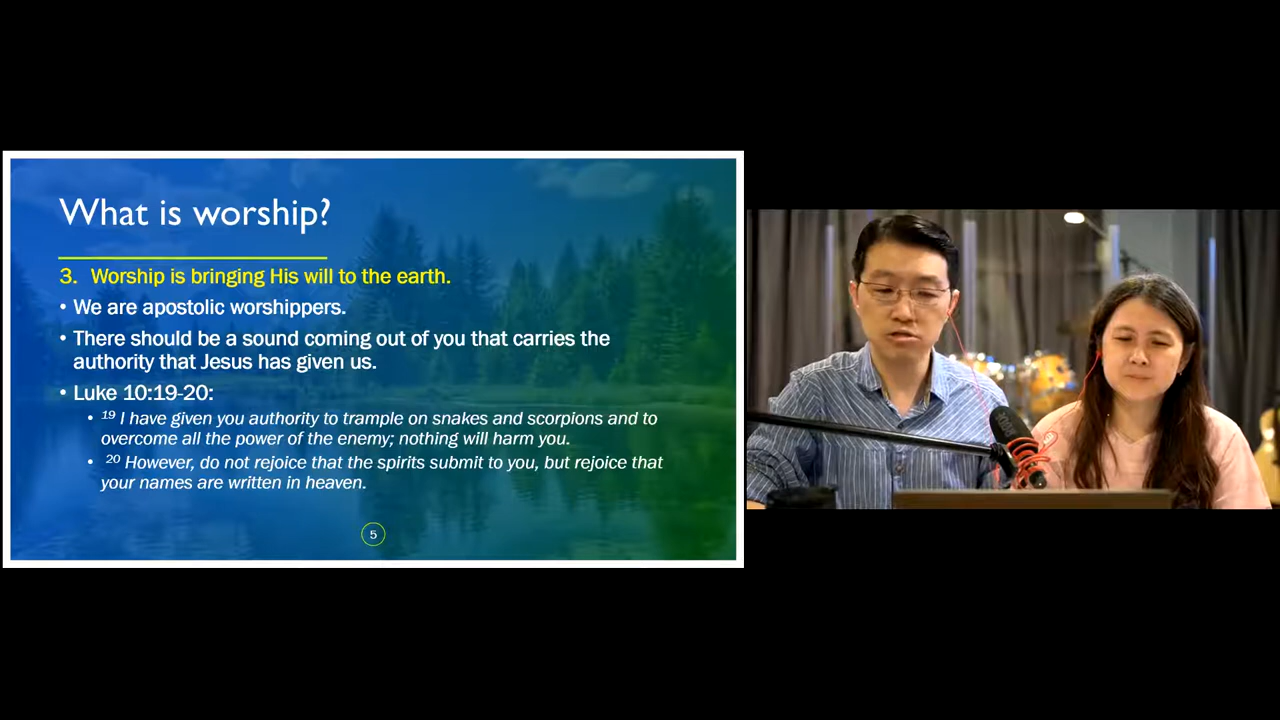 What is worship?
3. Worship is bringing His will to the earth.
• We are apostolic worshippers.
• There should be a sound coming out of you that carries the
authority that Jesus has given us.
• Luke 10:19-20:
• 19 I have given you authority to trample on snakes and scorpions and to
overcome all the power of the enemy; nothing will harm you.
• 20 However, do not rejoice that the spirits submit to you, but rejoice that
your names are written in heaven.
5